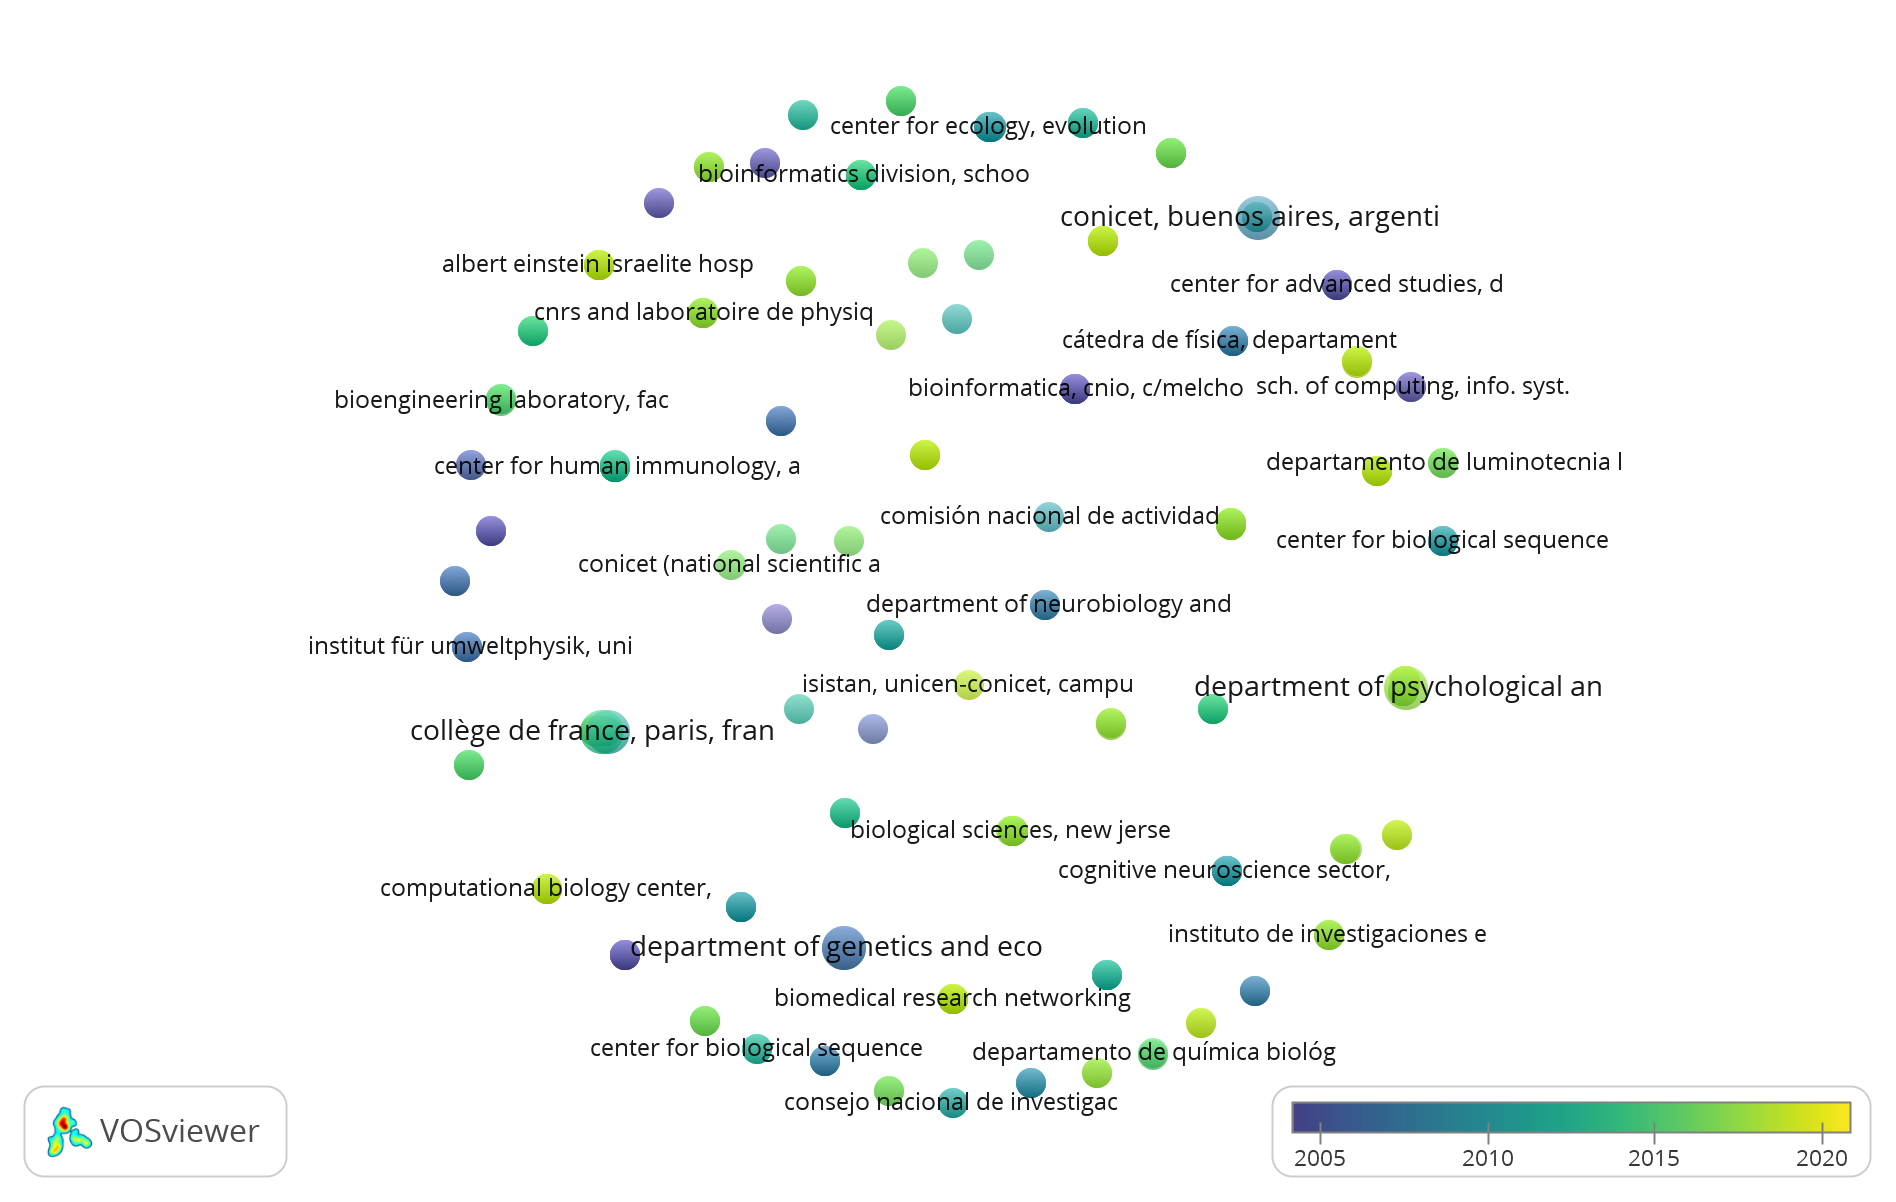 center for ecology, evolution
bioinformatics division, schoo
conicet, buenos aires, argenti
albert einstein israelite hosp
center for advanced studies, d
cnrs and laboratoire de physiq
cátedra de física, departament
bioinformatica, cnio, c/melcho
sch. of computing, info. syst.
bioengineering laboratory, fac
center for human immunology, a
departamento de luminotecnia l
comisión nacional de actividad
center for biological sequence
conicet (national scientific a
department of neurobiology and
institut für umweltphysik, uni
isistan, unicen-conicet, campu
department of psychological an
collège de france, paris, fran
biological sciences, new jerse
cognitive neuroscience sector,
computational biology center,
instituto de investigaciones e
department of genetics and eco
biomedical research networking
center for biological sequence
departamento de química biológ
consejo nacional de investigac
VOSviewer
2005 2010 2015 2020